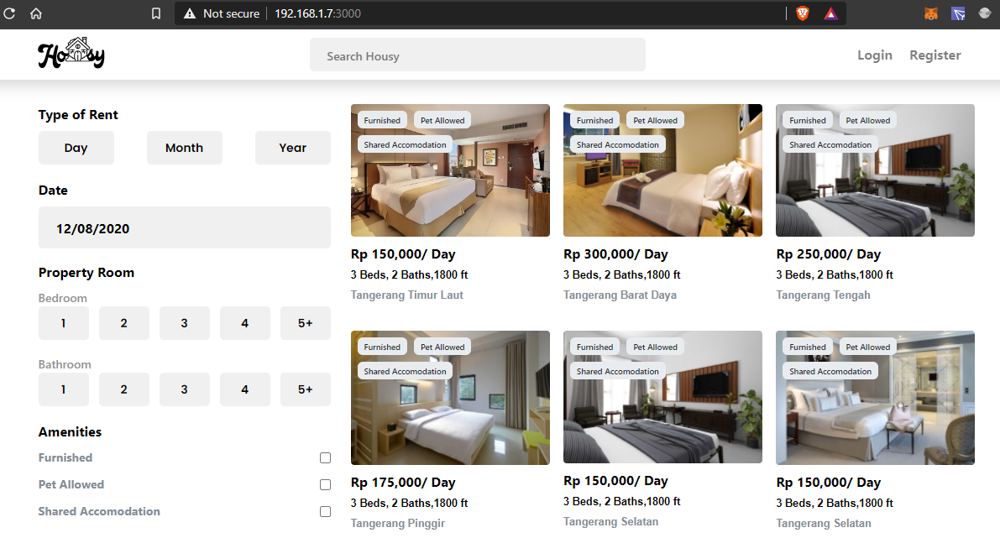 Not secure 192.168.1.7:3000
Housy
Search Housy
Login Register
Type of Rent
Day Month Year
Date
12/08/2020
Property Room
Bedroom
1 2 3 4 5+
Bathroom
1 2 3 4 5+
Amenities
Furnished
Pet Allowed
Shared Accomodation
Furnished Pet Allowed
Shared Accomodation
Rp 150,000/ Day
3 Beds, 2 Baths,1800 ft
Tangerang Timur Laut
Furnished Pet Allowed
Shared Accomodation
Rp 300,000/ Day
3 Beds, 2 Baths,1800 ft
Tangerang Barat Daya
Furnished Pet Allowed
Shared Accomodation
Rp 250,000/ Day
3 Beds, 2 Baths,1800 ft
Tangerang Tengah
Furnished Pet Allowed
Shared Accomodation
Rp 175,000/ Day
3 Beds, 2 Baths,1800 ft
Tangerang Pinggir
Furnished Pet Allowed
Shared Accomodation
Rp 150,000/ Day
3 Beds, 2 Baths,1800 ft
Tangerang Selatan
Furnished Pet Allowed
Shared Accomodation
Rp 150,000/ Day
3 Beds, 2 Baths,1800 ft
Tangerang Selatan